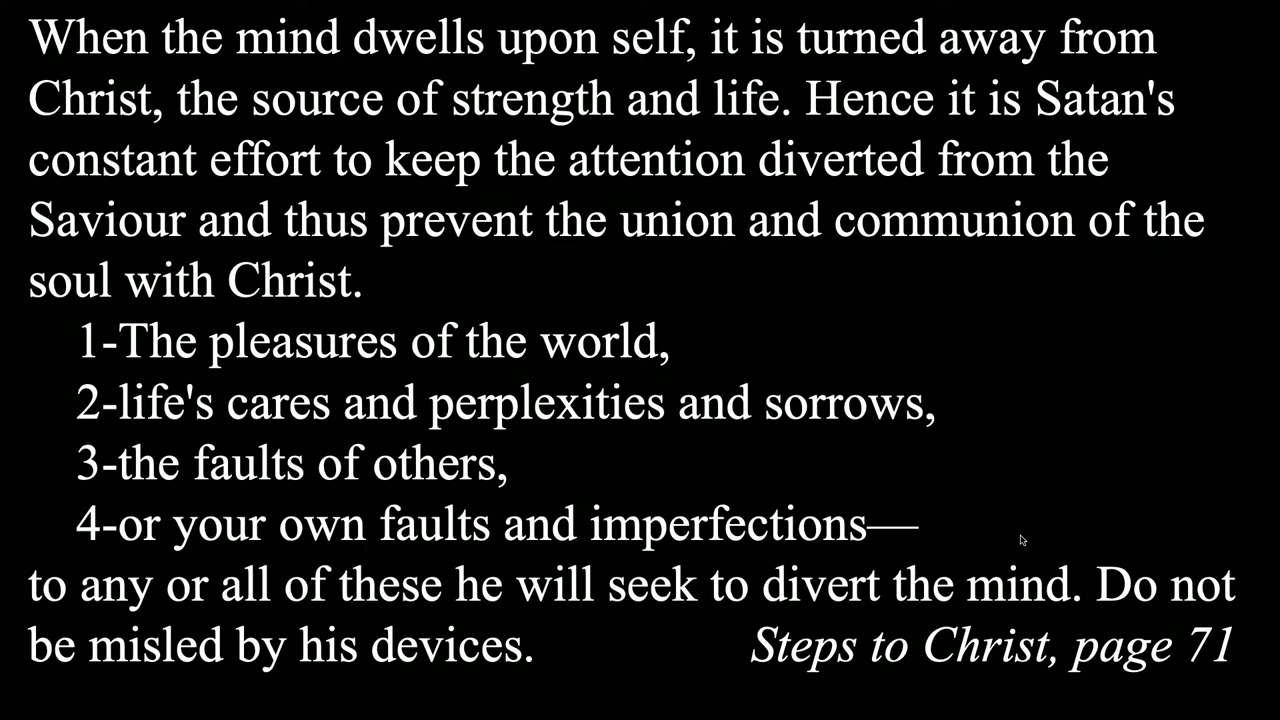 When the mind dwells upon self, it is turned away from
Christ, the source of strength and life. Hence it is Satan's
constant effort to keep the attention diverted from the
Saviour and thus prevent the union and communion of the
soul with Christ.
1-The pleasures of the world,
2-life's cares and perplexities and sorrows,
3-the faults of others,
4-or your own faults and imperfections—
to any or all of these he will seek to divert the mind. Do not
be misled by his devices. Steps to Christ, page 71